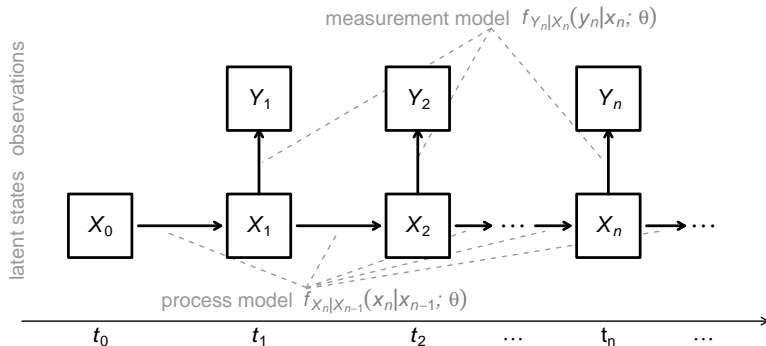 measurement model f_{Y_n|X_n}(y_n|x_n; θ)
observations
Y_1 Y_2 Y_n
latent states
X_0 X_1 X_2 ... X_n ...
process model f_{X_n|X_{n−1}}(x_n|x_{n−1}; θ)
t_0 t_1 t_2 ... t_n ...